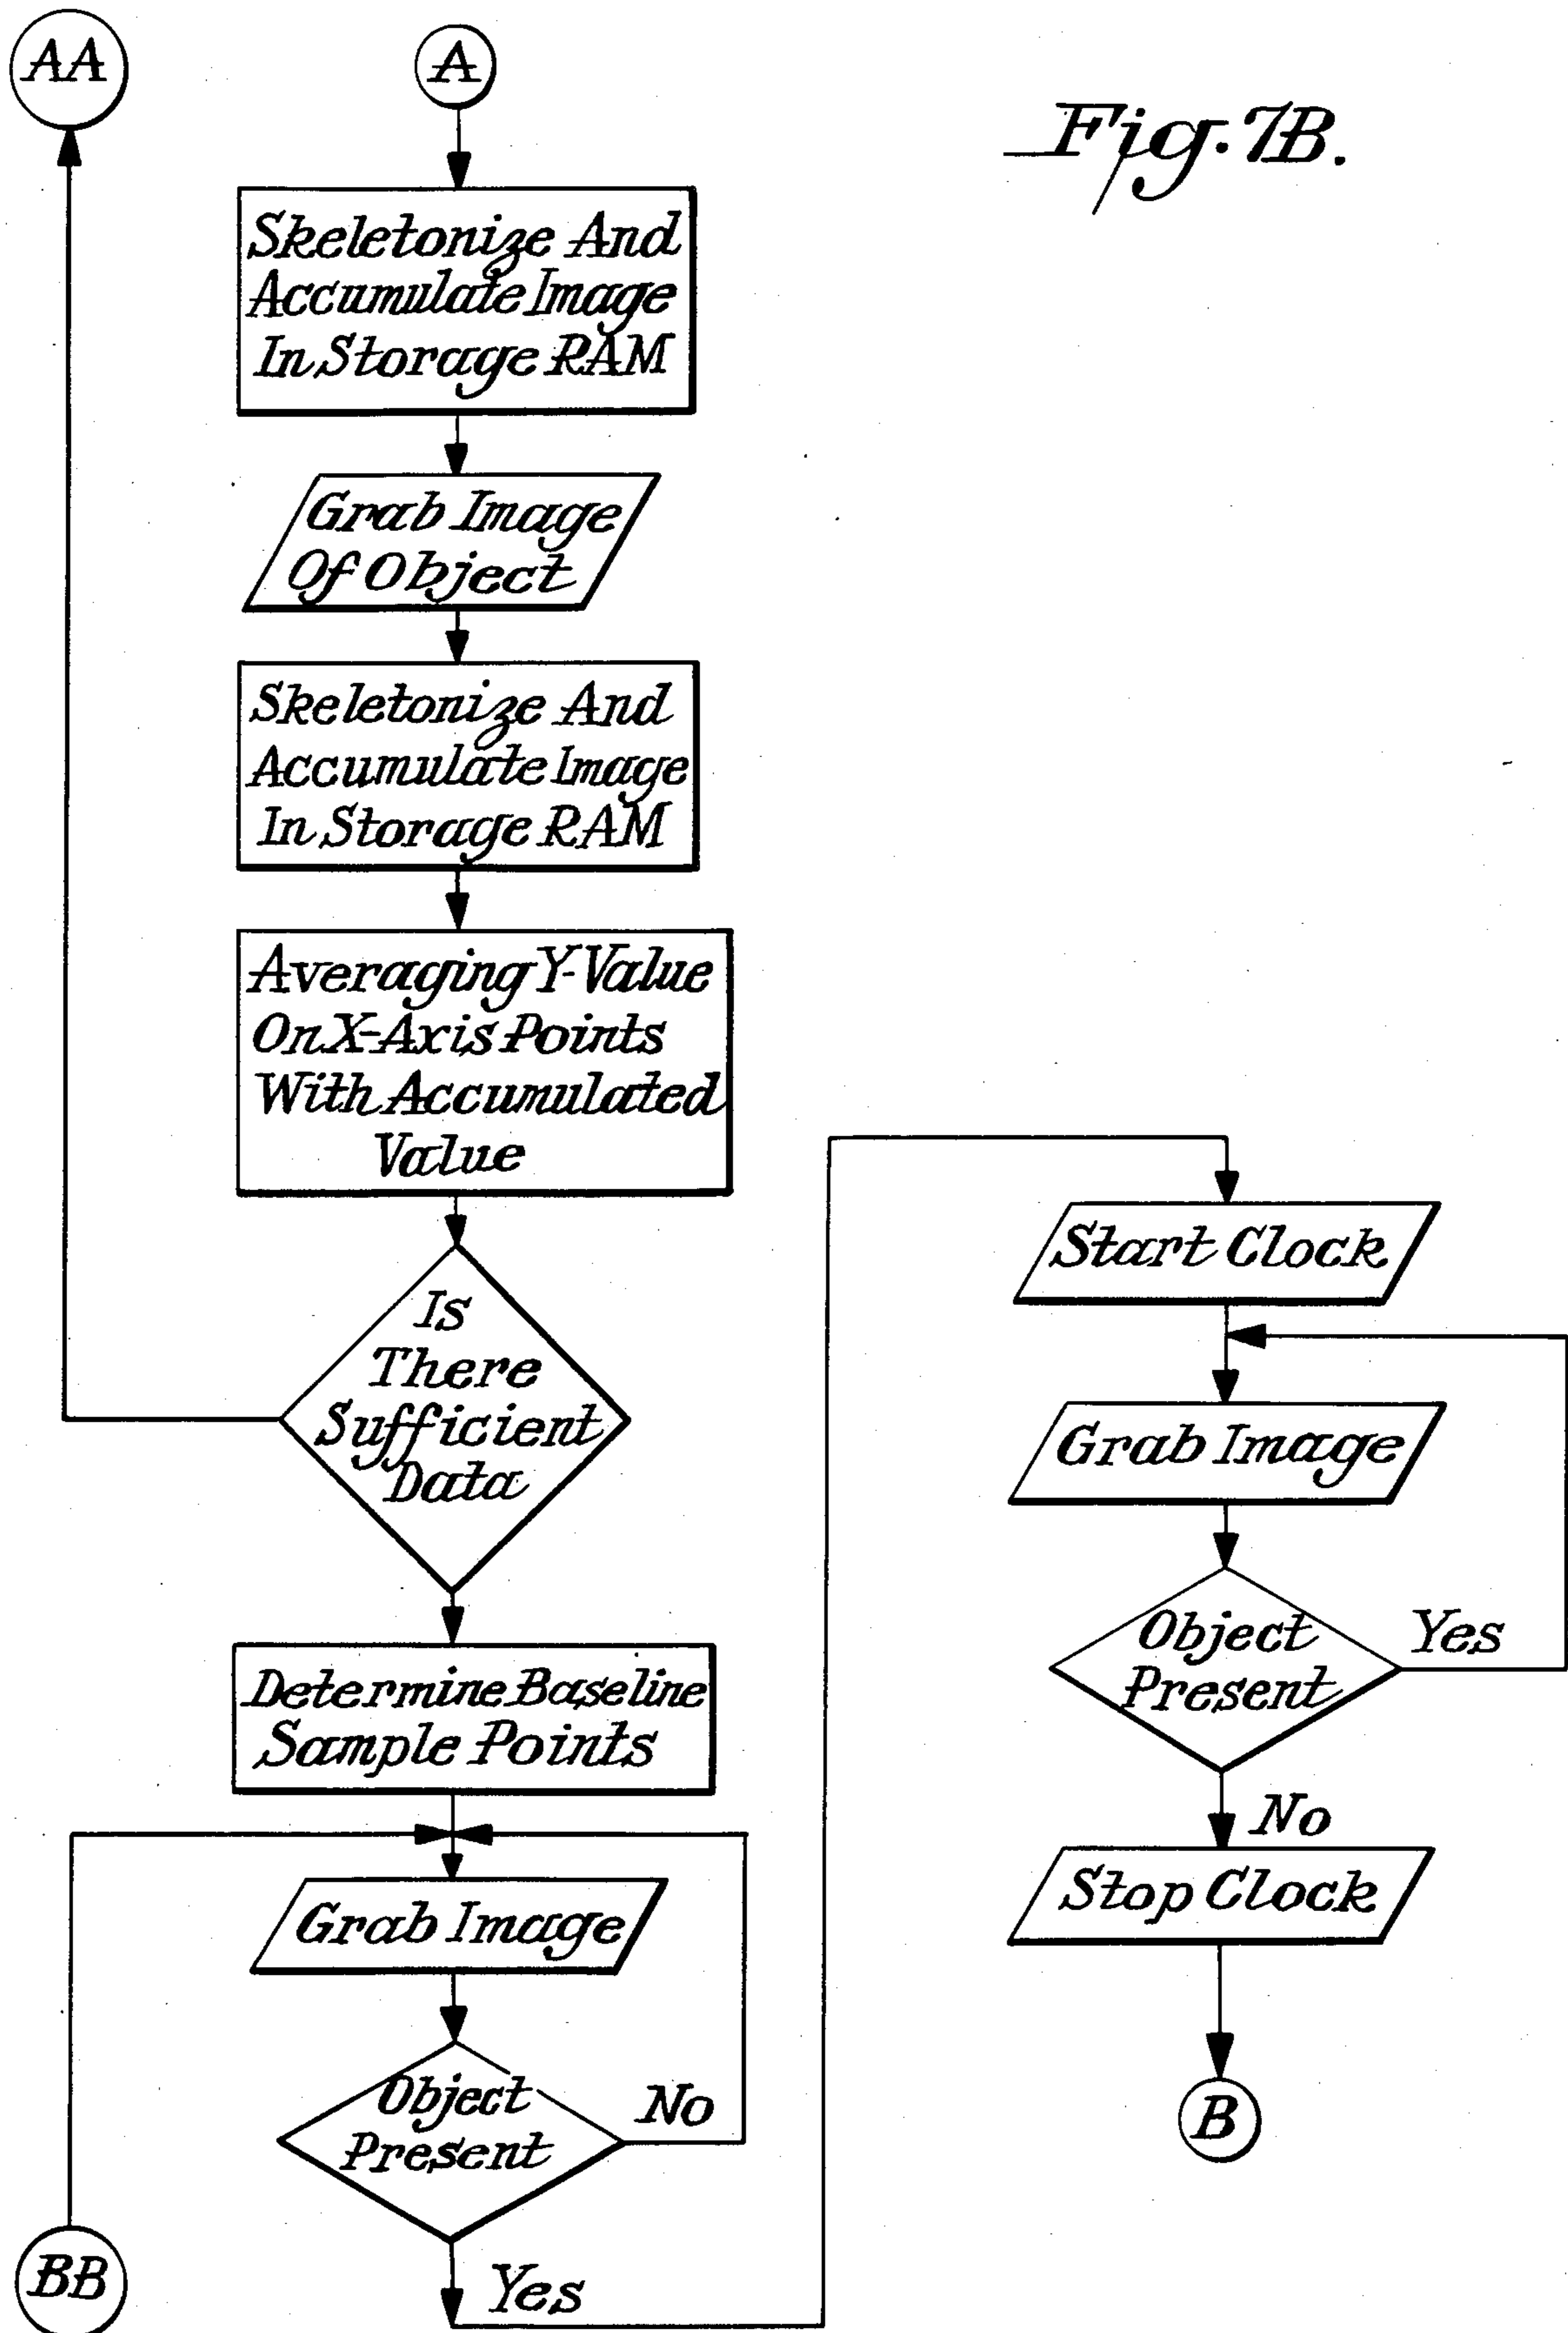 AA
A
Fig. 7B.
Skeletonize And
Accumulate Image
In Storage RAM
Grab Image
Of Object
Skeletonize And
Accumulate Image
In Storage RAM
Averaging Y-Value
On X-Axis Points
With Accumulated
Value
Is
There
Sufficient
Data
Determine Baseline
Sample Points
Grab Image
Object
Present
No
Yes
BB
Start Clock
Grab Image
Object
Present
Yes
No
Stop Clock
B